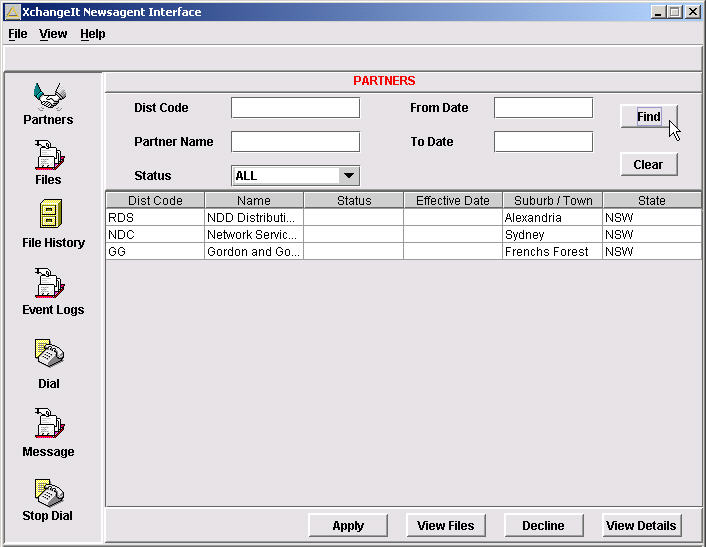 XchangeIt Newsagent Interface
File View Help
PARTNERS
Partners
Files
File History
Event Logs
Dial
Message
Stop Dial
Dist Code From Date Find
Partner Name To Date
Status ALL Clear
Dist Code Name Status Effective Date Suburb / Town State
RDS NDD Distributi... Alexandria NSW
NDC Network Servic... Sydney NSW
GG Gordon and Go... Frenchs Forest NSW
Apply View Files Decline View Details